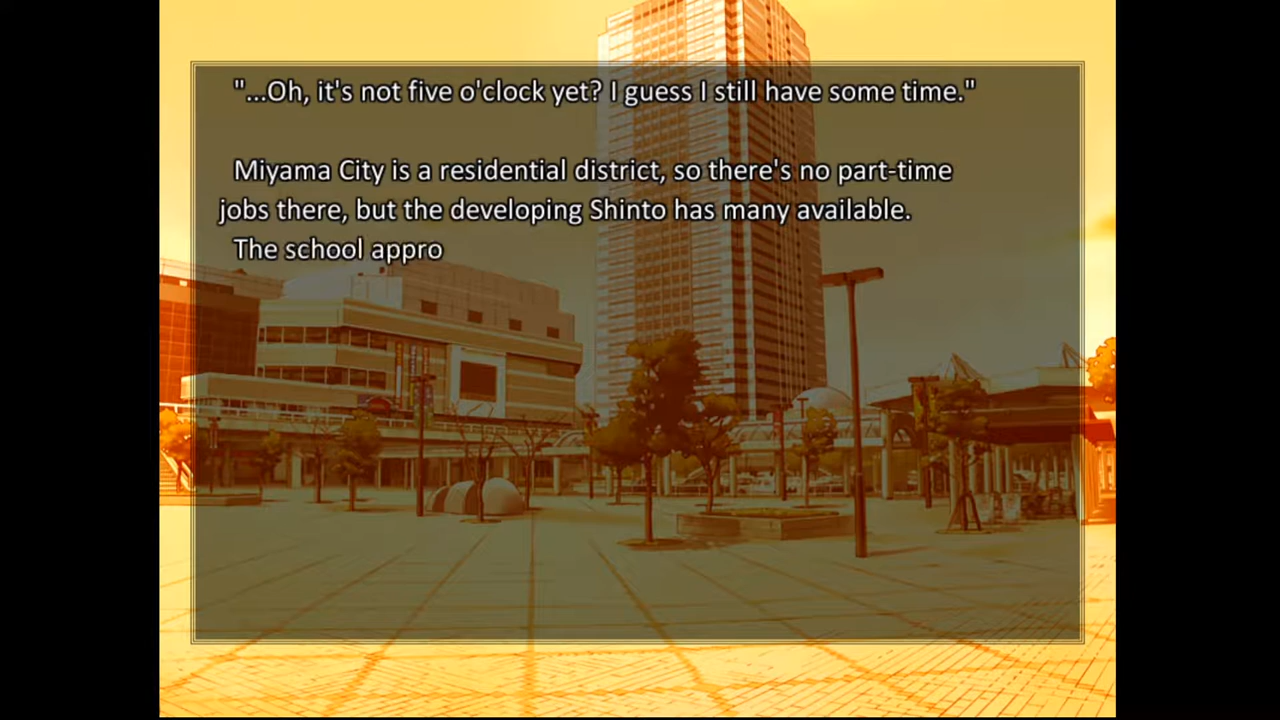 "...Oh, it's not five o'clock yet? I guess I still have some time."
Miyama City is a residential district, so there's no part-time
jobs there, but the developing Shinto has many available.
The school appro